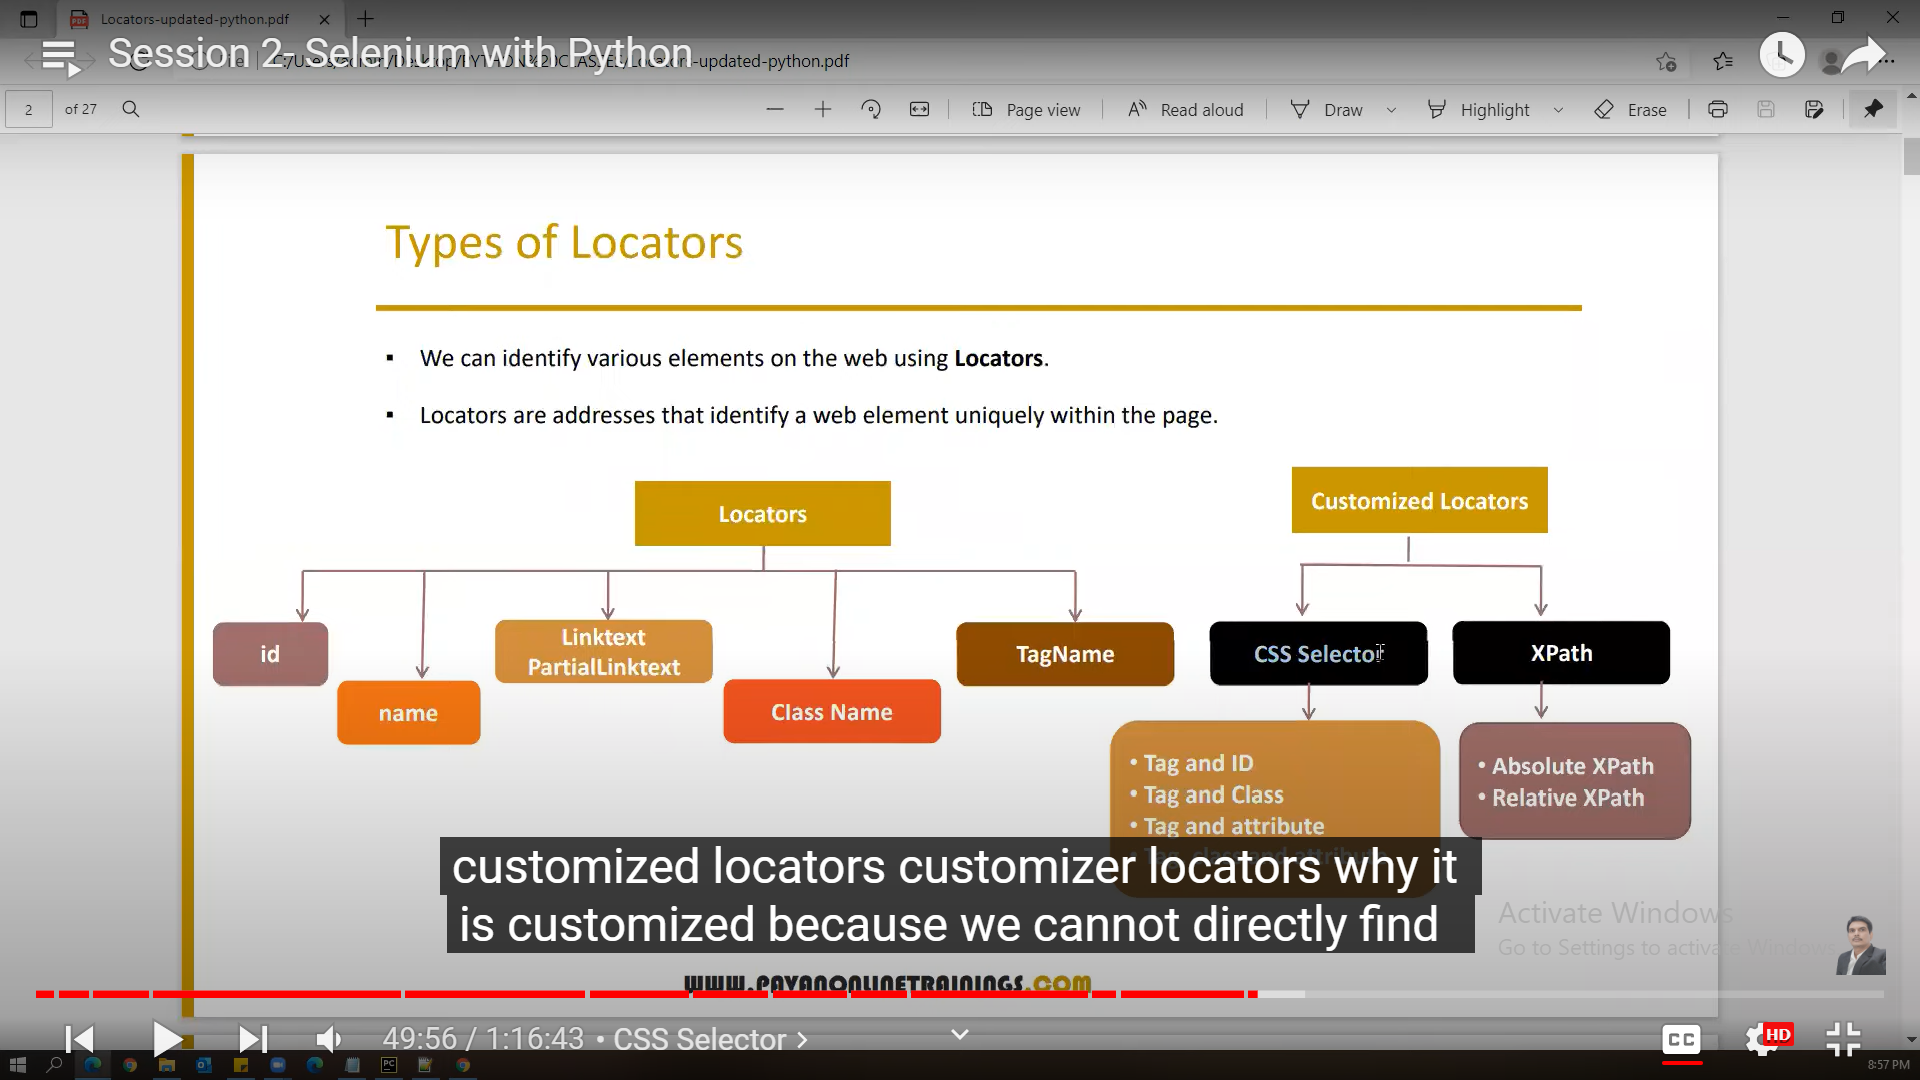 Locators-updated-python.pdf
Session 2- Selenium with Python
-updated-python.pdf
2 of 27
Page view
Read aloud
Draw
Highlight
Erase
Types of Locators
▪ We can identify various elements on the web using Locators.
▪ Locators are addresses that identify a web element uniquely within the page.
Locators
Customized Locators
id
name
Linktext
PartialLinktext
Class Name
TagName
CSS Selector
XPath
• Tag and ID
• Tag and Class
• Tag and attribute
• Absolute XPath
• Relative XPath
customized locators customizer locators why it
is customized because we cannot directly find
Activate Windows
Go to Settings to activate Windows.
WWW.PAVANONLINETRAININGS.COM
49:56 / 1:16:43 • CSS Selector
CC
HD
8:57 PM